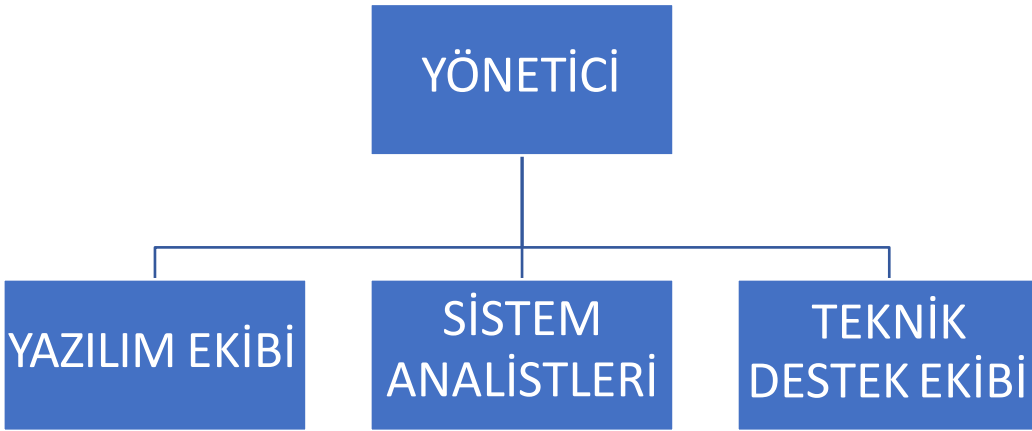 YÖNETİCİ
YAZILIM EKİBİ
SİSTEM
ANALİSTLERİ
TEKNİK
DESTEK EKİBİ